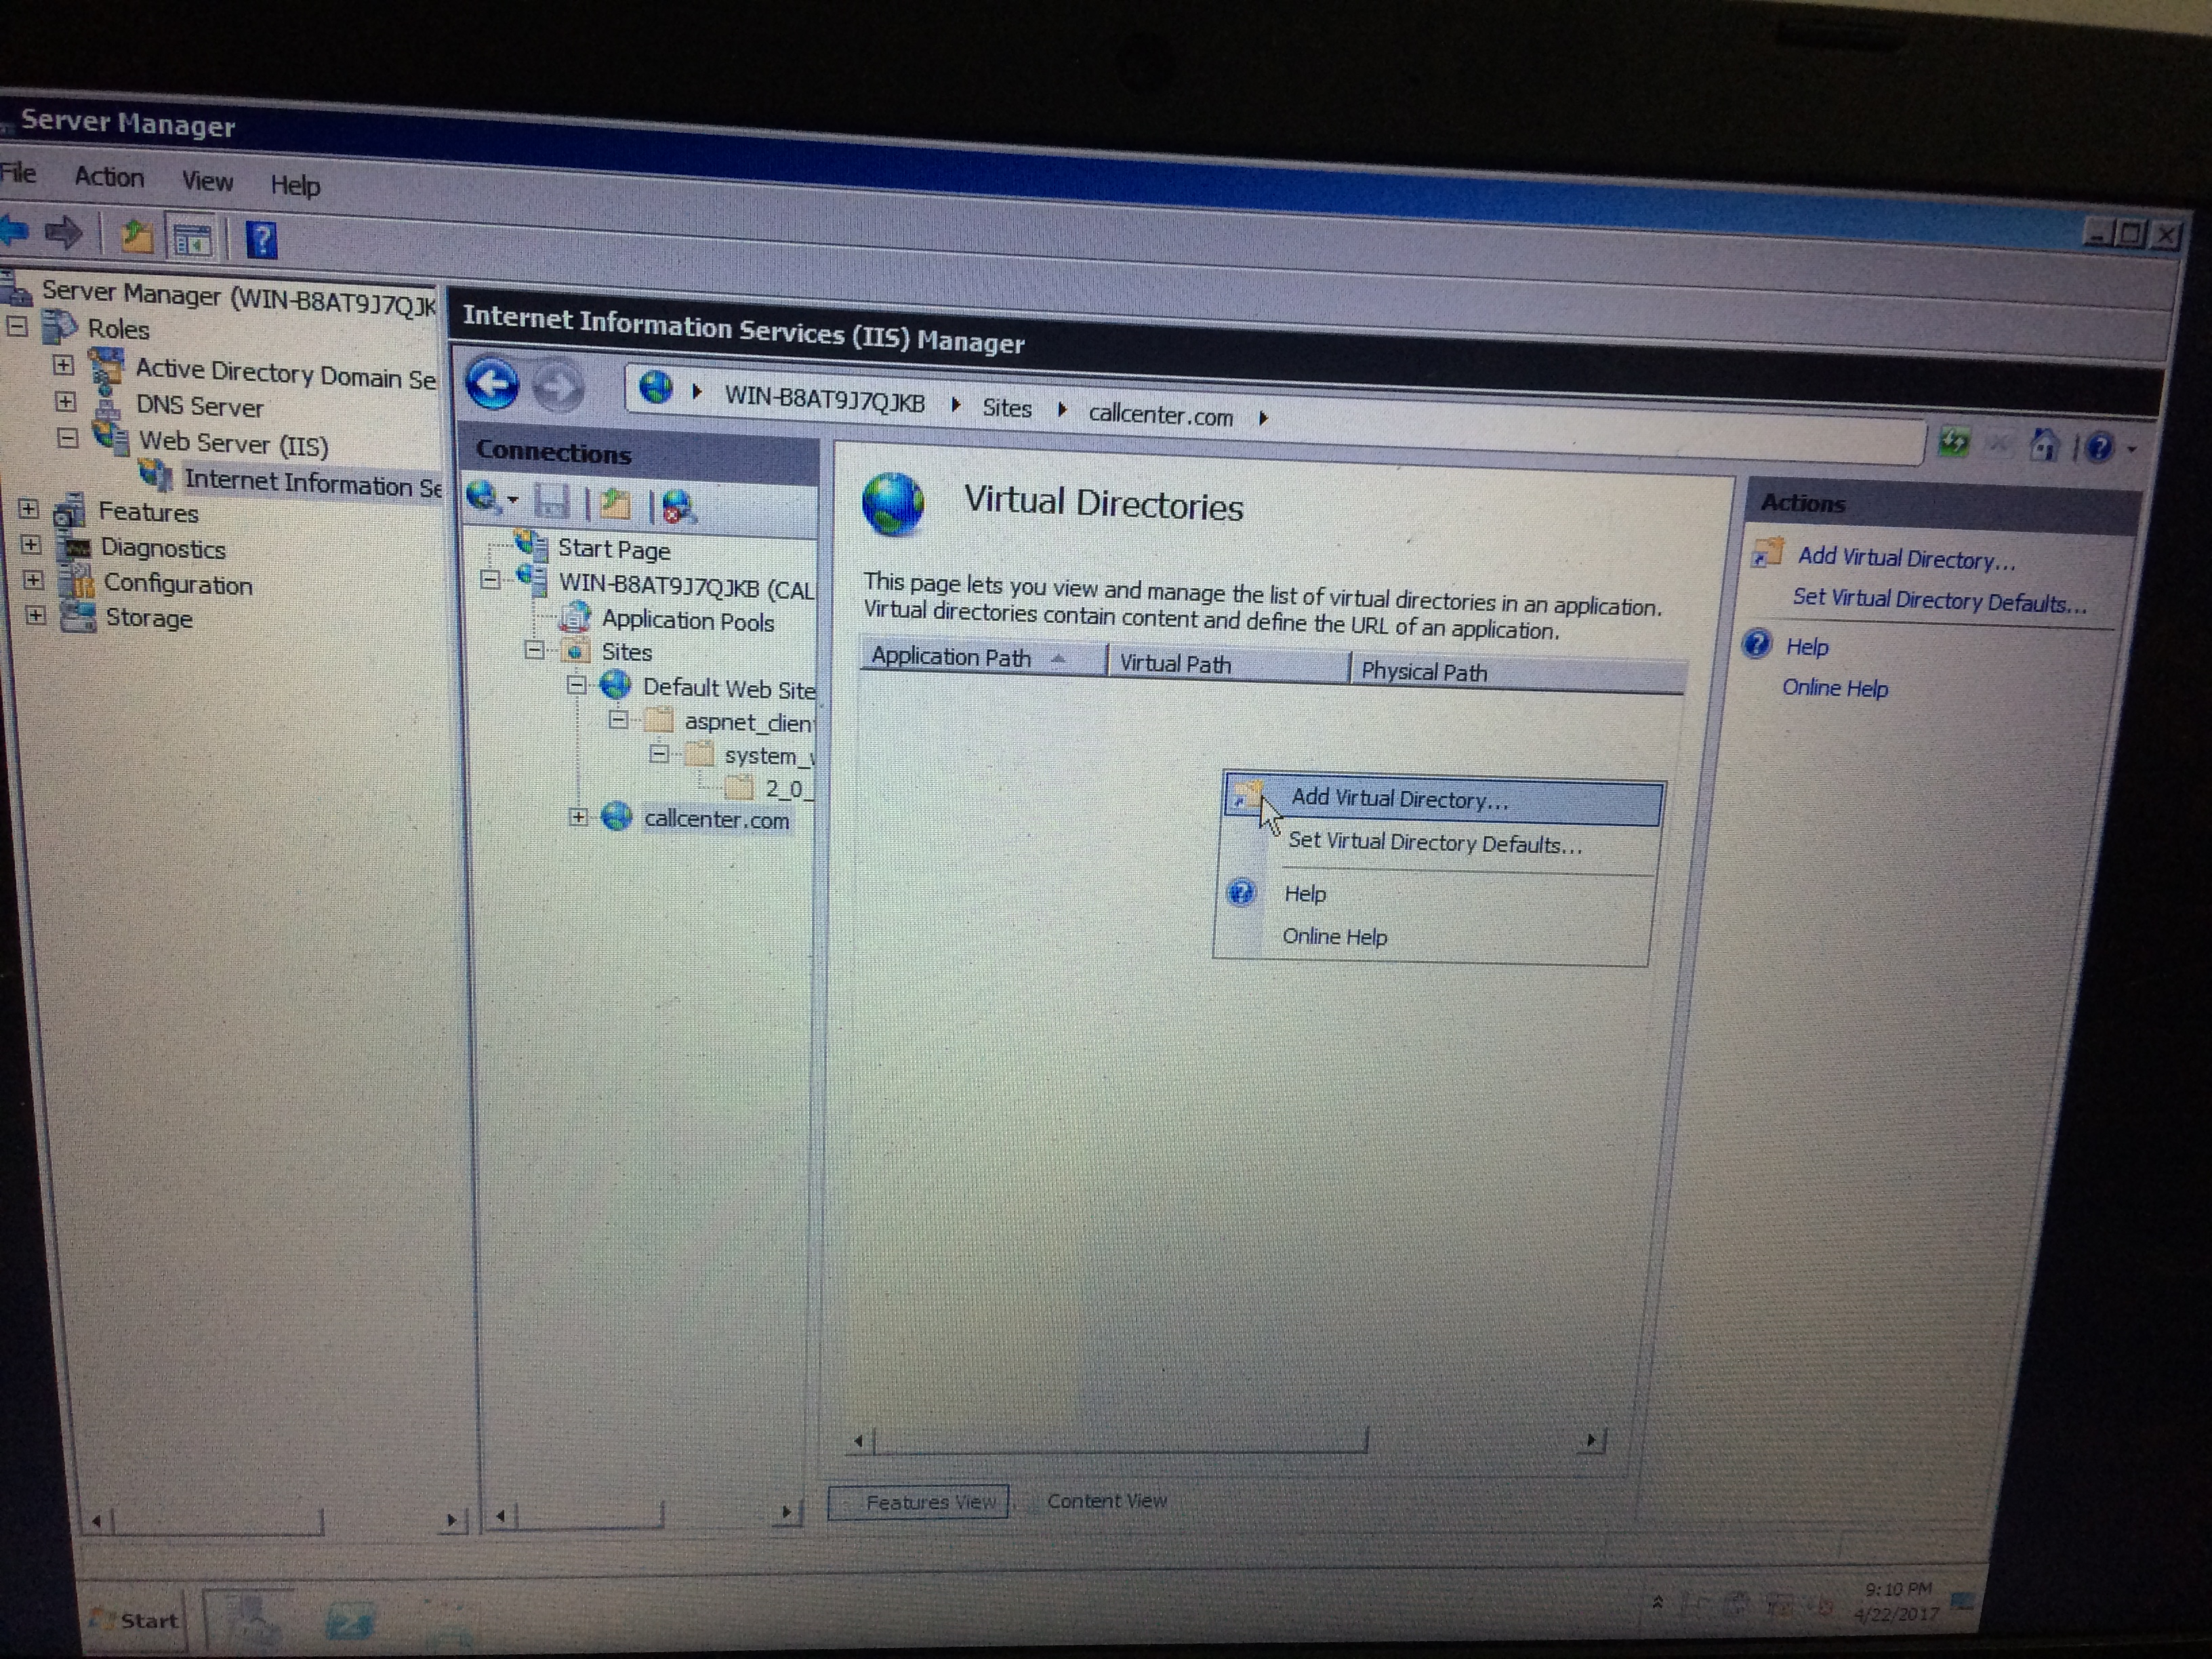 Server Manager
File Action View Help
Server Manager (WIN-B8AT9J7QJK
Roles
Active Directory Domain Se
DNS Server
Web Server (IIS)
Internet Information Se
Features
Diagnostics
Configuration
Storage
Internet Information Services (IIS) Manager
WIN-B8AT9J7QJKB Sites callcenter.com
Connections
Start Page
WIN-B8AT9J7QJKB (CAL
Application Pools
Sites
Default Web Site
aspnet_clien
system_
2_0_
callcenter.com
Virtual Directories
This page lets you view and manage the list of virtual directories in an application.
Virtual directories contain content and define the URL of an application.
Application Path Virtual Path Physical Path
Add Virtual Directory...
Set Virtual Directory Defaults...
Help
Online Help
Features View Content View
Actions
Add Virtual Directory...
Set Virtual Directory Defaults...
Help
Online Help
Start
9:10 PM
4/22/2017